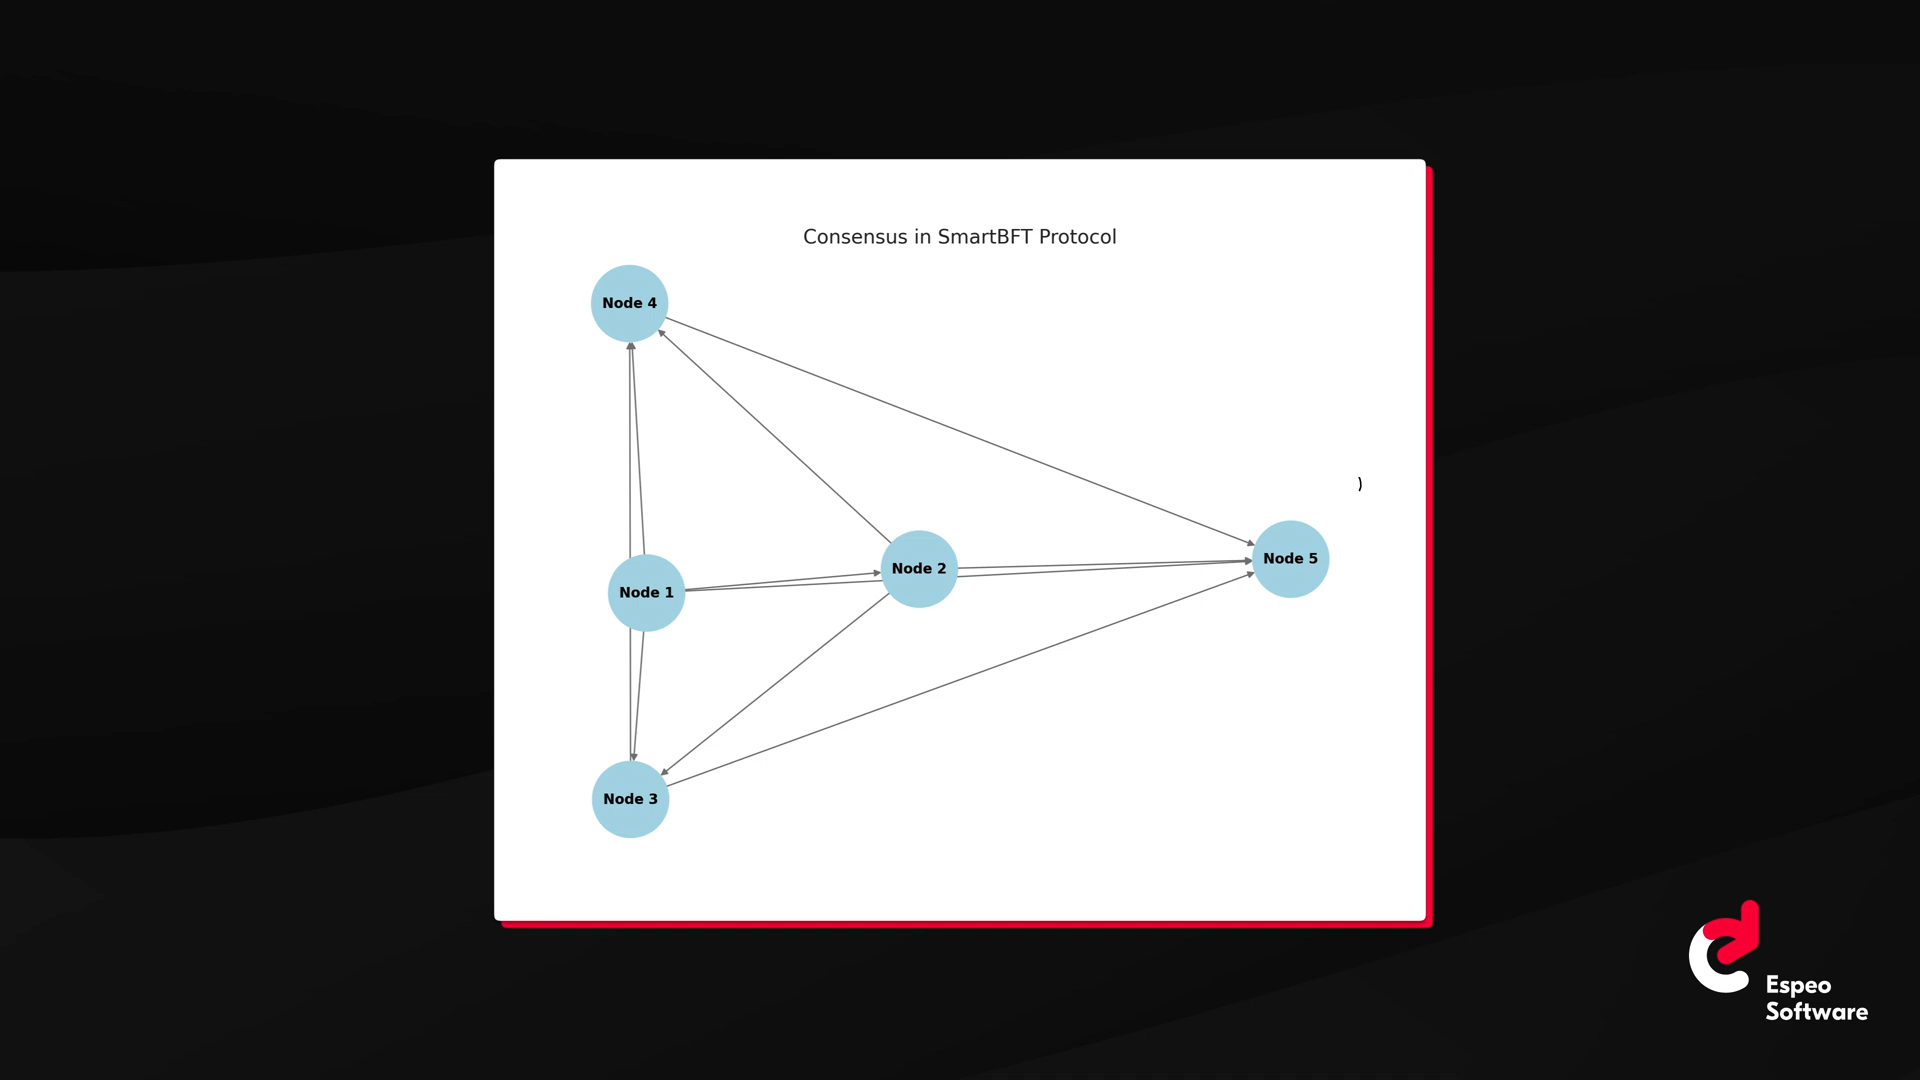 Consensus in SmartBFT Protocol
Node 4
)
Node 5
Node 2
Node 1
Node 3
Espeo
Software